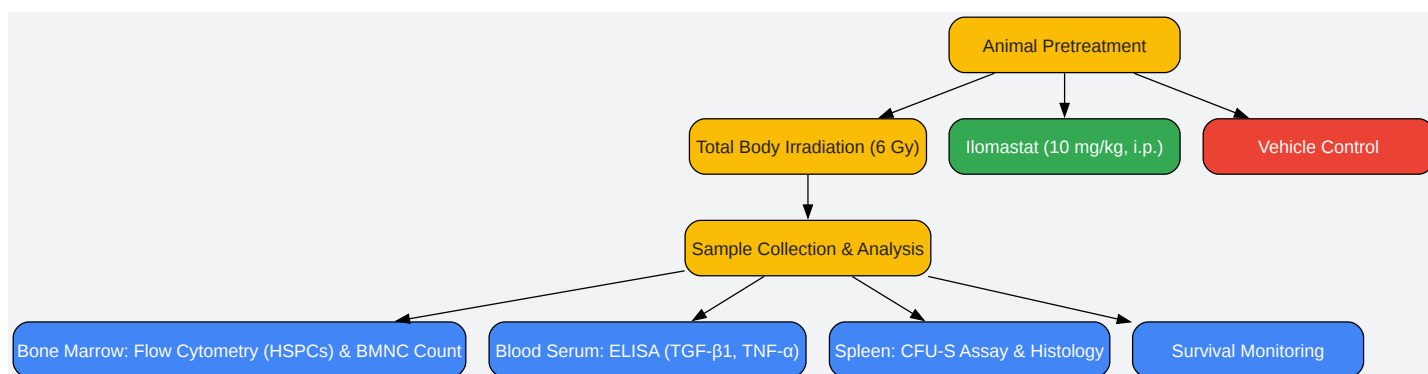 Animal Pretreatment
Total Body Irradiation (6 Gy)
Ilomastat (10 mg/kg, i.p.)
Vehicle Control
Sample Collection & Analysis
Bone Marrow: Flow Cytometry (HSPCs) & BMNC Count
Blood Serum: ELISA (TGF-β1, TNF-α)
Spleen: CFU-S Assay & Histology
Survival Monitoring